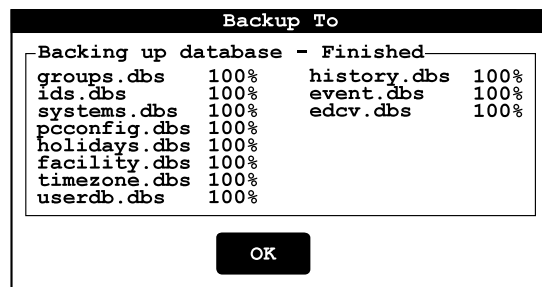 Backup To
Backing up database - Finished
groups.dbs 100% history.dbs 100%
ids.dbs 100% event.dbs 100%
systems.dbs 100% edcv.dbs 100%
pcconfig.dbs 100%
holidays.dbs 100%
facility.dbs 100%
timezone.dbs 100%
userdb.dbs 100%
OK